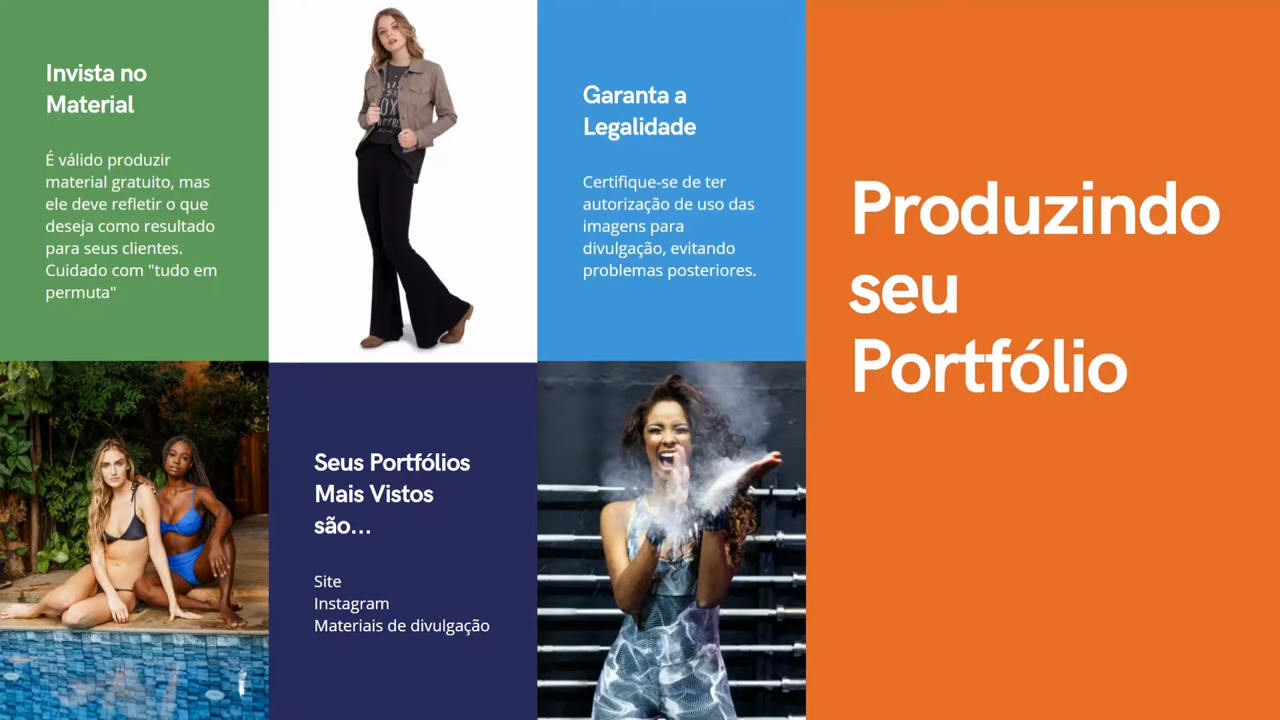 Invista no
Material
É válido produzir
material gratuito, mas
ele deve refletir o que
deseja como resultado
para seus clientes.
Cuidado com "tudo em
permuta"
Garanta a
Legalidade
Certifique-se de ter
autorização de uso das
imagens para
divulgação, evitando
problemas posteriores.
Seus Portfólios
Mais Vistos
são...
Site
Instagram
Materiais de divulgação
Produzindo
seu
Portfólio